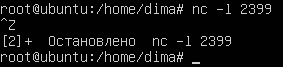 root@ubuntu:/home/dima# nc -l 2399
^Z
[2]+  Остановлено  nc -l 2399
root@ubuntu:/home/dima# _